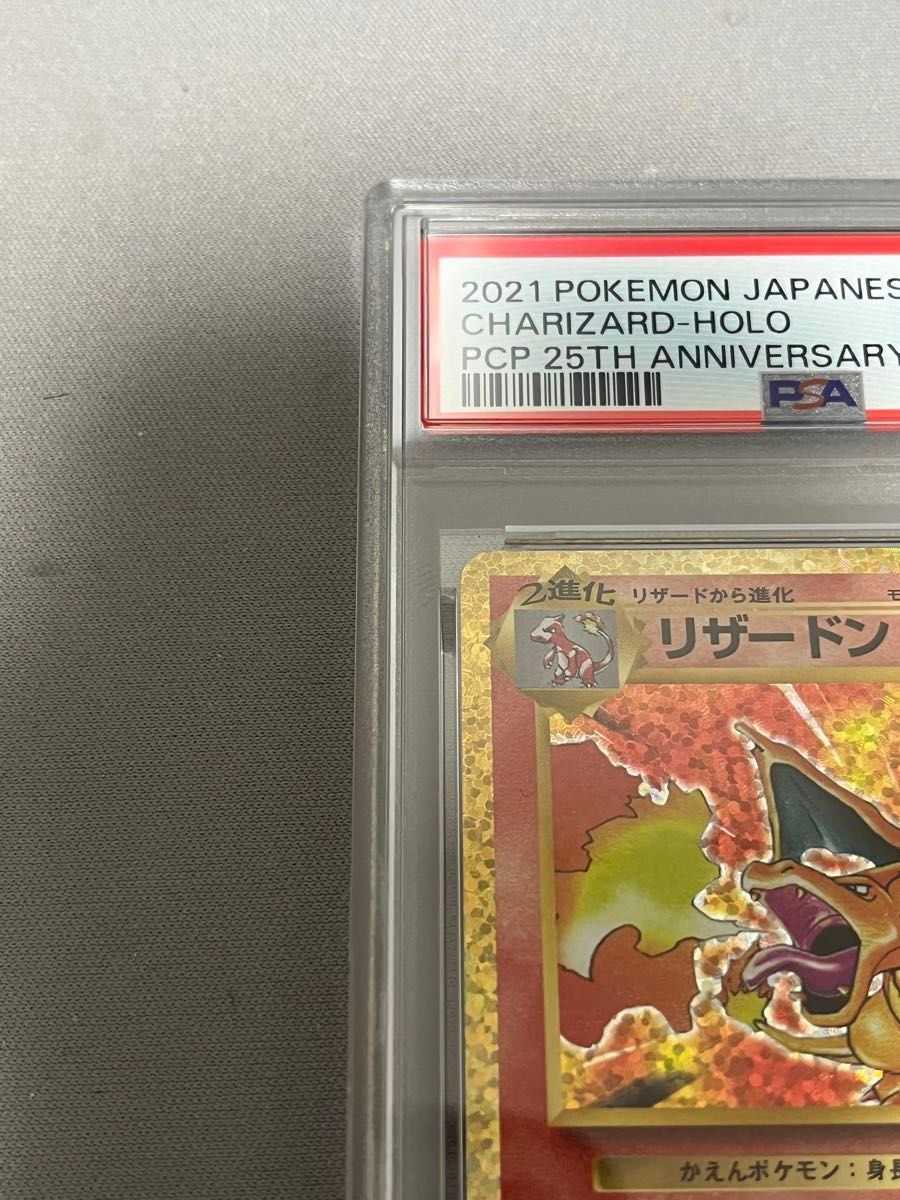 2021 POKEMON JAPANES
CHARIZARD-HOLO
PCP 25TH ANNIVERSARY
PSA
2進化
リザードから進化
モ
リザードン
かえんポケモン：身長